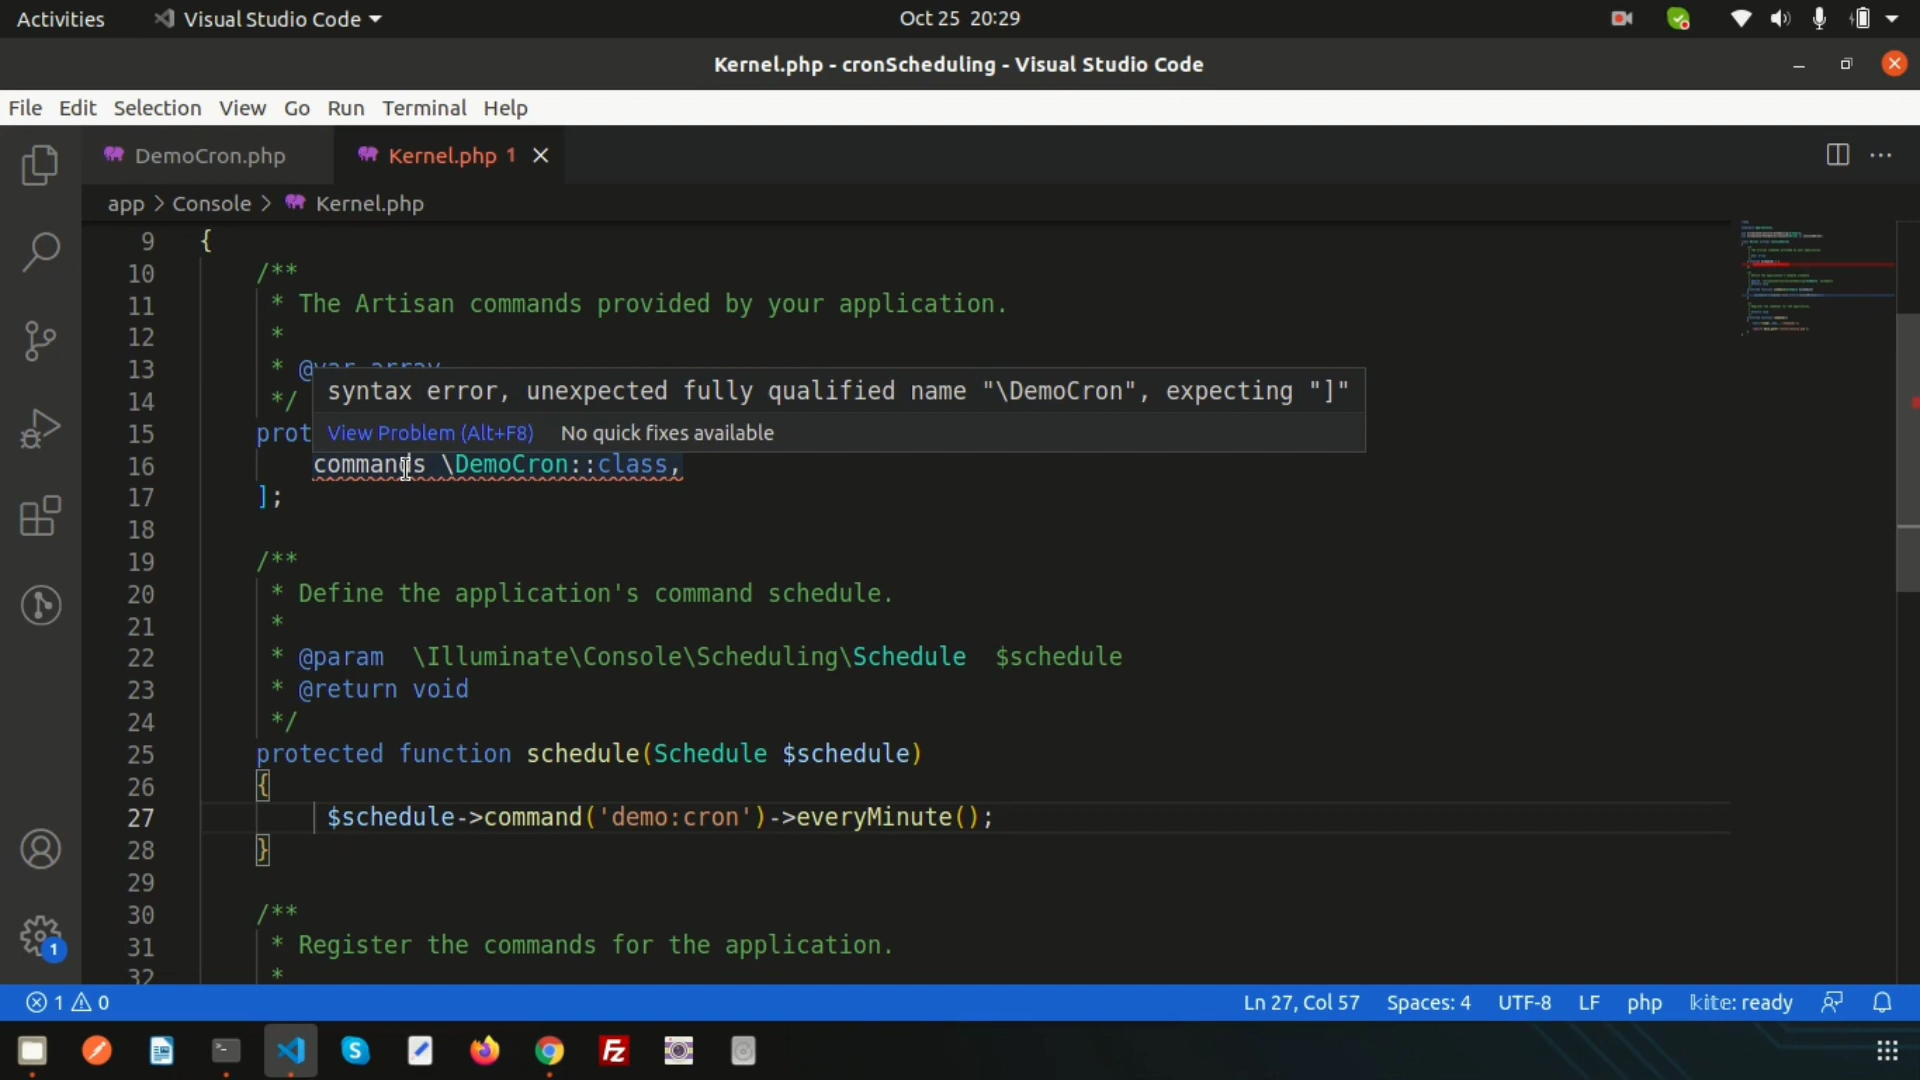 Activities Visual Studio Code Oct 25 20:29
Kernel.php - cronScheduling - Visual Studio Code
File Edit Selection View Go Run Terminal Help
DemoCron.php Kernel.php 1
app > Console > Kernel.php
9 {
10 /**
11 * The Artisan commands provided by your application.
12 *
13 * @var array
syntax error, unexpected fully qualified name "\DemoCron", expecting "]"
14 */
View Problem (Alt+F8) No quick fixes available
15 prot
16 commands \DemoCron::class,
17 ];
18
19 /**
20 * Define the application's command schedule.
21 *
22 * @param \Illuminate\Console\Scheduling\Schedule $schedule
23 * @return void
24 */
25 protected function schedule(Schedule $schedule)
26 {
27 $schedule->command('demo:cron')->everyMinute();
28 }
29
30 /**
31 * Register the commands for the application.
32 *
1 0 Ln 27, Col 57 Spaces: 4 UTF-8 LF php kite: ready
1